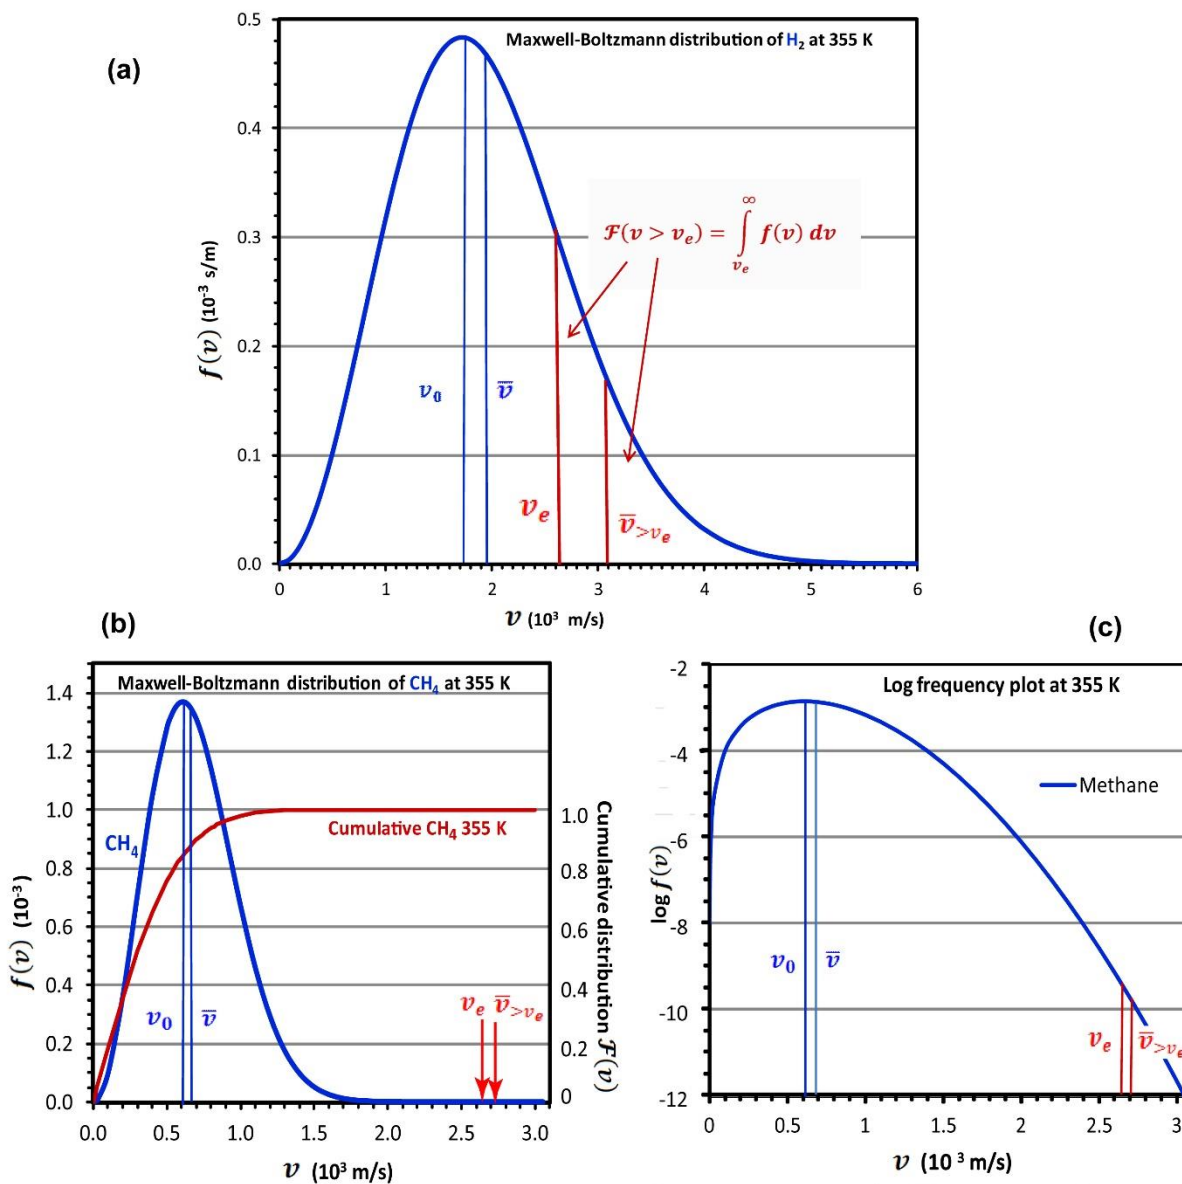 (a)
Maxwell-Boltzmann distribution of H₂ at 355 K
0.5
0.4
0.3
0.2
0.1
0.0
f(v) (10⁻³ s/m)
ℱ(v > vₑ) = ∫_{vₑ}^{∞} f(v) dv
v₀
v̅
vₑ
v̅_{>vₑ}
0 1 2 3 4 5 6
v (10³ m/s)
(b)
Maxwell-Boltzmann distribution of CH₄ at 355 K
1.4
1.2
1.0
0.8
0.6
0.4
0.2
0.0
f(v) (10⁻³)
CH₄
Cumulative CH₄ 355 K
v₀
v̅
vₑ
v̅_{>vₑ}
1.0
0.8
0.6
0.4
0.2
0
Cumulative distribution ℱ(v)
0.0 0.5 1.0 1.5 2.0 2.5 3.0
v (10³ m/s)
(c)
Log frequency plot at 355 K
-2
-4
-6
-8
-10
-12
log f(v)
Methane
v₀
v̅
vₑ
v̅_{>vₑ}
0 0.5 1 1.5 2 2.5 3
v (10³ m/s)